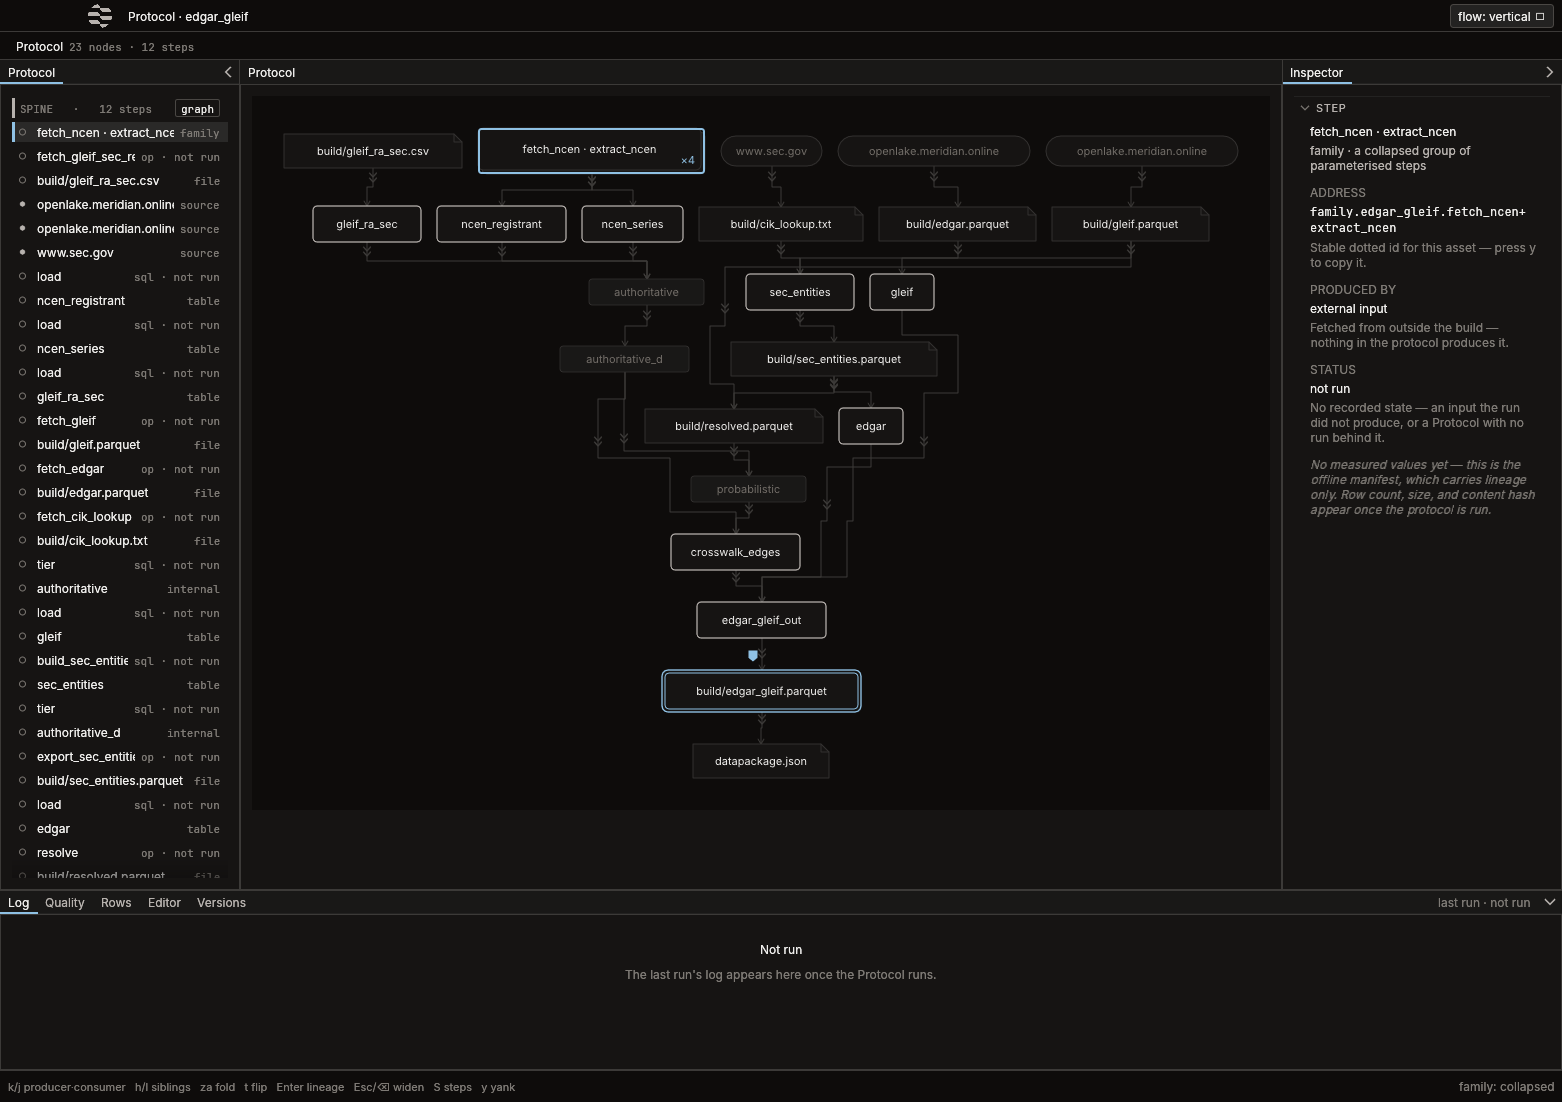 Protocol · edgar_gleif
flow: vertical
Protocol 23 nodes · 12 steps
Protocol
Protocol
Inspector
SPINE · 12 steps graph
fetch_ncen · extract_nce family
fetch_gleif_sec_re op · not run
build/gleif_ra_sec.csv file
openlake.meridian.online source
openlake.meridian.online source
www.sec.gov source
load sql · not run
ncen_registrant table
load sql · not run
ncen_series table
load sql · not run
gleif_ra_sec table
fetch_gleif op · not run
build/gleif.parquet file
fetch_edgar op · not run
build/edgar.parquet file
fetch_cik_lookup op · not run
build/cik_lookup.txt file
tier sql · not run
authoritative internal
load sql · not run
gleif table
build_sec_entitie sql · not run
sec_entities table
tier sql · not run
authoritative_d internal
export_sec_entitie op · not run
build/sec_entities.parquet file
load sql · not run
edgar table
resolve op · not run
build/resolved.parquet file
build/gleif_ra_sec.csv
fetch_ncen · extract_ncen
×4
www.sec.gov
openlake.meridian.online
openlake.meridian.online
gleif_ra_sec
ncen_registrant
ncen_series
build/cik_lookup.txt
build/edgar.parquet
build/gleif.parquet
authoritative
sec_entities
gleif
authoritative_d
build/sec_entities.parquet
build/resolved.parquet
edgar
probabilistic
crosswalk_edges
edgar_gleif_out
build/edgar_gleif.parquet
datapackage.json
STEP
fetch_ncen · extract_ncen
family · a collapsed group of
parameterised steps
ADDRESS
family.edgar_gleif.fetch_ncen+
extract_ncen
Stable dotted id for this asset — press y
to copy it.
PRODUCED BY
external input
Fetched from outside the build —
nothing in the protocol produces it.
STATUS
not run
No recorded state — an input the run
did not produce, or a Protocol with no
run behind it.
No measured values yet — this is the
offline manifest, which carries lineage
only. Row count, size, and content hash
appear once the protocol is run.
Log Quality Rows Editor Versions
last run · not run
Not run
The last run's log appears here once the Protocol runs.
k/j producer·consumer h/l siblings za fold t flip Enter lineage Esc/⌫ widen S steps y yank
family: collapsed